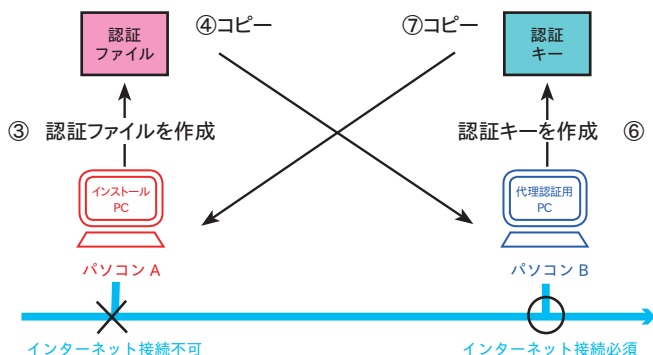 認証
ファイル
④コピー
⑦コピー
認証
キー
③ 認証ファイルを作成
認証キーを作成 ⑥
インストール
PC
代理認証用
PC
パソコン A
パソコン B
インターネット接続不可
インターネット接続必須